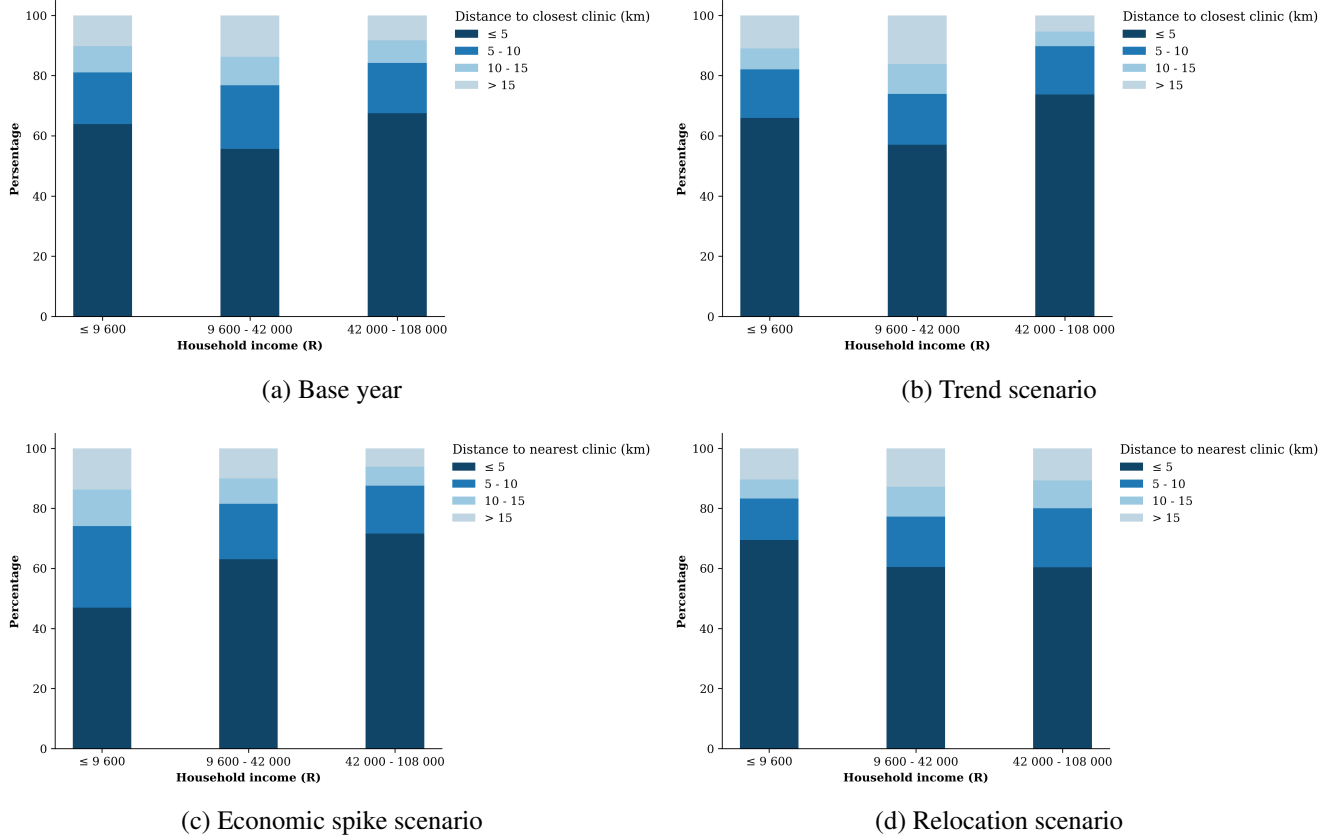 Distance to closest clinic (km)
≤ 5
5 - 10
10 - 15
> 15
100
80
60
40
20
0
Persentage
≤ 9 600
9 600 - 42 000
42 000 - 108 000
Household income (R)
(a) Base year
Distance to closest clinic (km)
≤ 5
5 - 10
10 - 15
> 15
100
80
60
40
20
0
Persentage
≤ 9 600
9 600 - 42 000
42 000 - 108 000
Household income (R)
(b) Trend scenario
Distance to nearest clinic (km)
≤ 5
5 - 10
10 - 15
> 15
100
80
60
40
20
0
Percentage
≤ 9 600
9 600 - 42 000
42 000 - 108 000
Household income (R)
(c) Economic spike scenario
Distance to nearest clinic (km)
≤ 5
5 - 10
10 - 15
> 15
100
80
60
40
20
0
Percentage
≤ 9 600
9 600 - 42 000
42 000 - 108 000
Household income (R)
(d) Relocation scenario